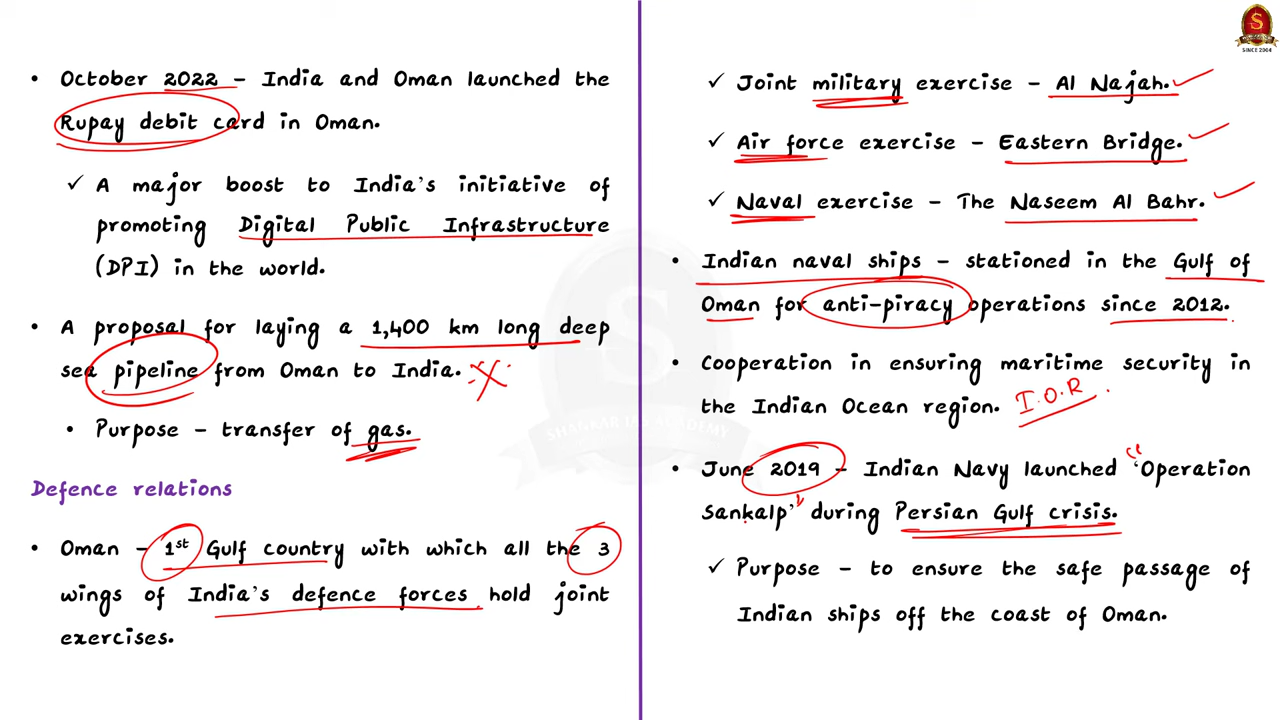 • October 2022 – India and Oman launched the
Rupay debit card in Oman.
✓ A major boost to India's initiative of
promoting Digital Public Infrastructure
(DPI) in the world.
• A proposal for laying a 1,400 km long deep
sea pipeline from Oman to India.
• Purpose – transfer of gas.
Defence relations
• Oman – 1st Gulf country with which all the 3
wings of India's defence forces hold joint
exercises.
✓ Joint military exercise – Al Najah.
✓ Air force exercise – Eastern Bridge.
✓ Naval exercise – The Naseem Al Bahr.
• Indian naval ships – stationed in the Gulf of
Oman for anti-piracy operations since 2012.
• Cooperation in ensuring maritime security in
the Indian Ocean region. I.O.R
• June 2019 – Indian Navy launched 'Operation
Sankalp' during Persian Gulf crisis.
✓ Purpose – to ensure the safe passage of
Indian ships off the coast of Oman.
S
SINCE 2004
SHANKAR IAS ACADEMY